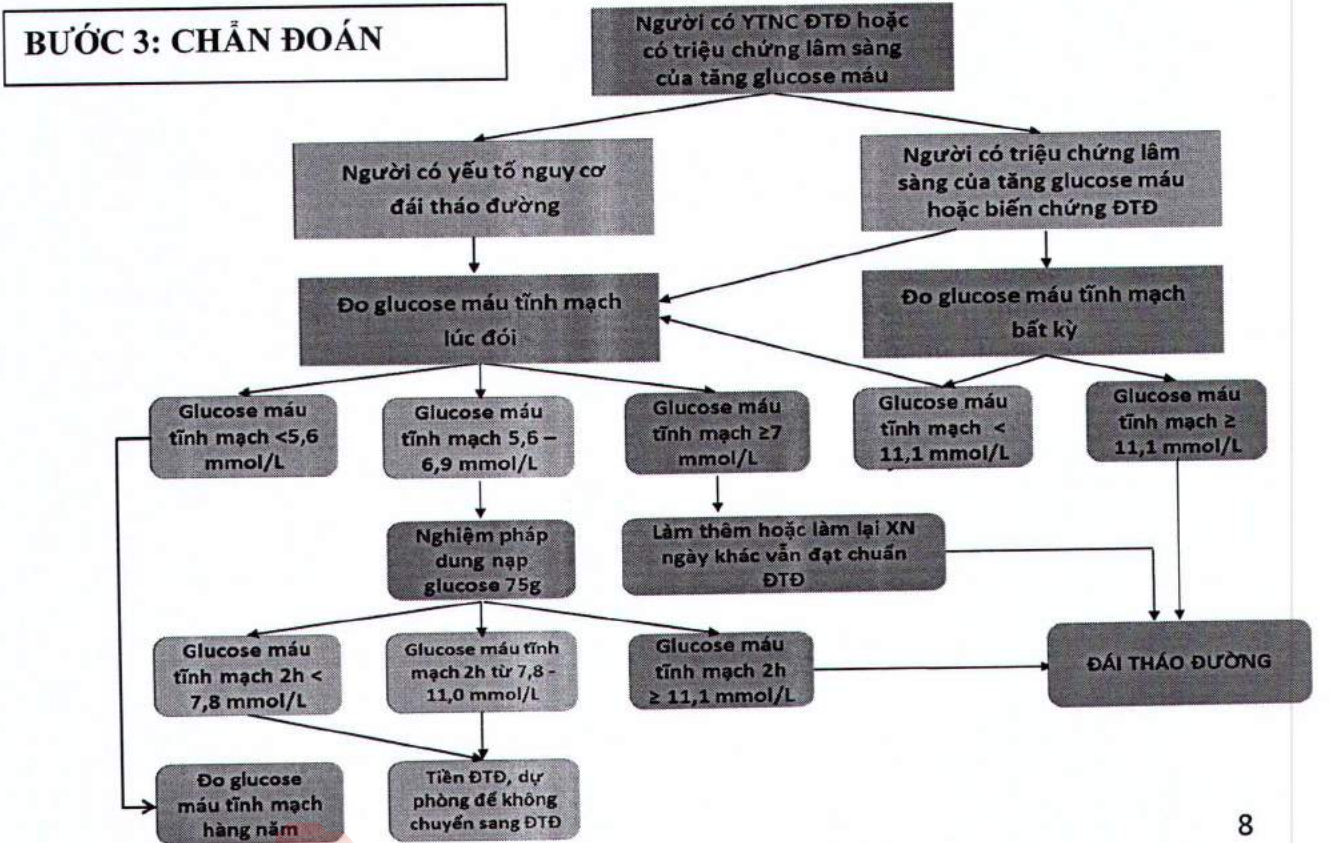 BƯỚC 3: CHẨN ĐOÁN
Người có YTNC ĐTĐ hoặc
có triệu chứng lâm sàng
của tăng glucose máu
Người có yếu tố nguy cơ
đái tháo đường
Người có triệu chứng lâm
sàng của tăng glucose máu
hoặc biến chứng ĐTĐ
Đo glucose máu tĩnh mạch
lúc đói
Đo glucose máu tĩnh mạch
bất kỳ
Glucose máu
tĩnh mạch <5,6
mmol/L
Glucose máu
tĩnh mạch 5,6 –
6,9 mmol/L
Glucose máu
tĩnh mạch ≥7
mmol/L
Glucose máu
tĩnh mạch <
11,1 mmol/L
Glucose máu
tĩnh mạch ≥
11,1 mmol/L
Nghiệm pháp
dung nạp
glucose 75g
Làm thêm hoặc làm lại XN
ngày khác vẫn đạt chuẩn
ĐTĐ
Glucose máu
tĩnh mạch 2h <
7,8 mmol/L
Glucose máu tĩnh
mạch 2h từ 7,8 -
11,0 mmol/L
Glucose máu
tĩnh mạch 2h
≥ 11,1 mmol/L
ĐÁI THÁO ĐƯỜNG
Đo glucose
máu tĩnh mạch
hàng năm
Tiền ĐTĐ, dự
phòng để không
chuyển sang ĐTĐ
8